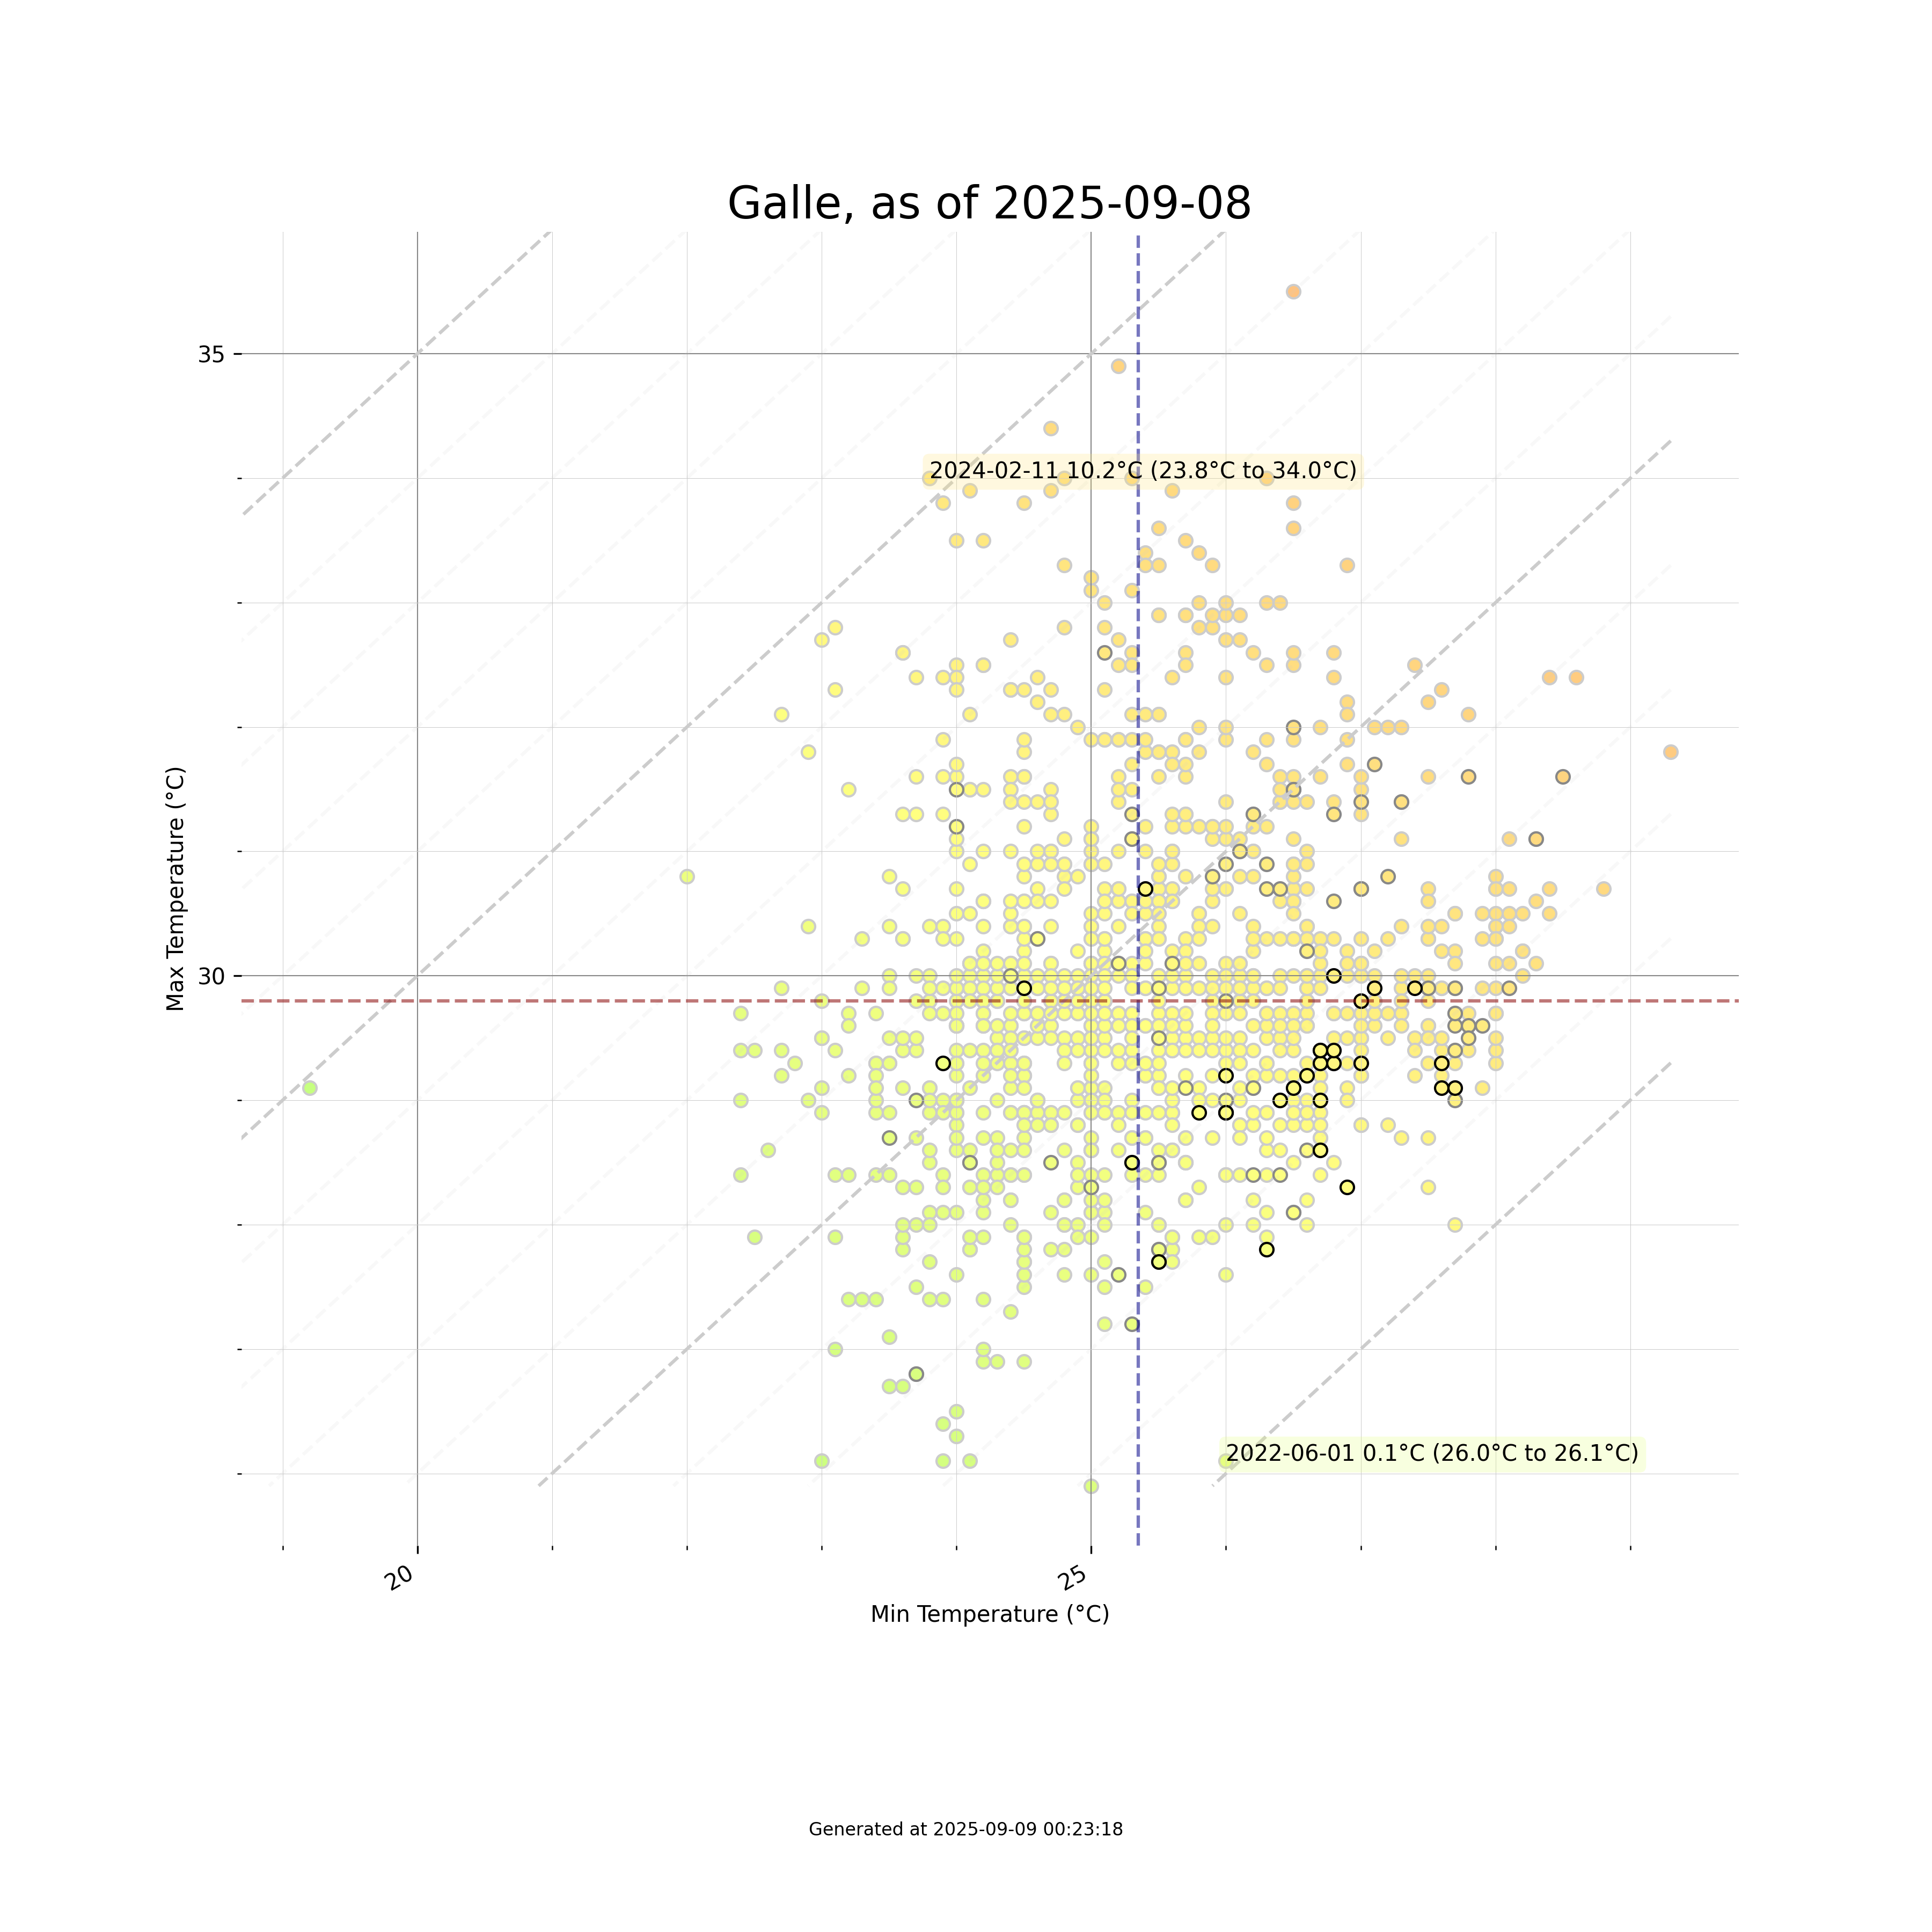 Galle, as of 2025-09-08
35
2024-02-11 10.2°C (23.8°C to 34.0°C)
Max Temperature (°C)
30
2022-06-01 0.1°C (26.0°C to 26.1°C)
20
25
Min Temperature (°C)
Generated at 2025-09-09 00:23:18